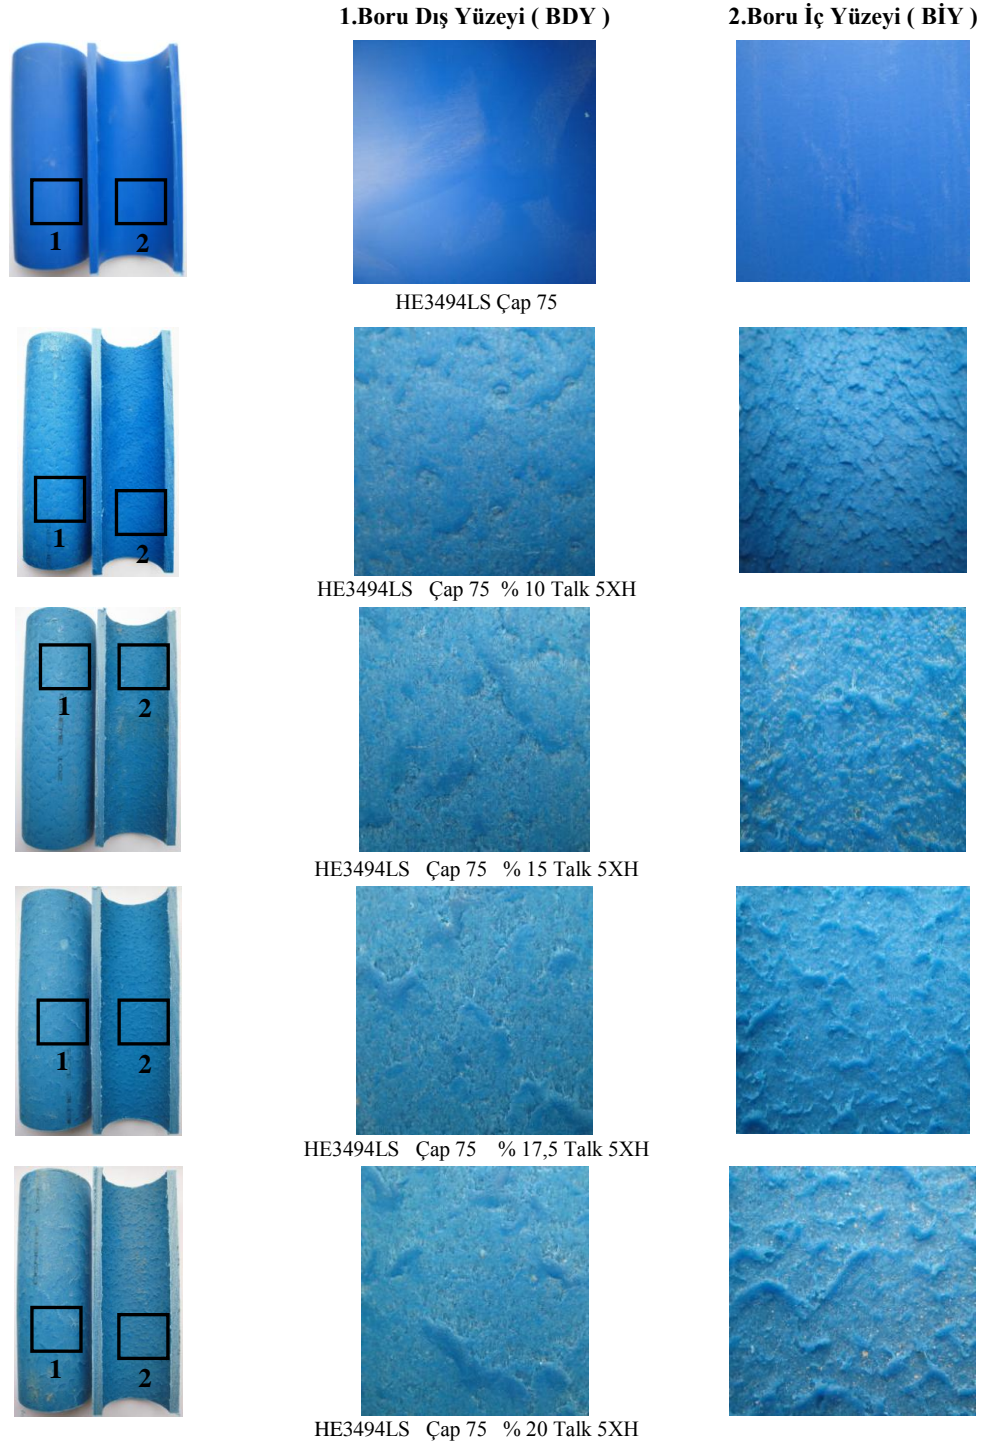 1.Boru Dış Yüzeyi ( BDY ) 2.Boru İç Yüzeyi ( BİY )
1 2
HE3494LS Çap 75
1 2
HE3494LS Çap 75 % 10 Talk 5XH
1 2
HE3494LS Çap 75 % 15 Talk 5XH
1 2
HE3494LS Çap 75 % 17,5 Talk 5XH
1 2
HE3494LS Çap 75 % 20 Talk 5XH